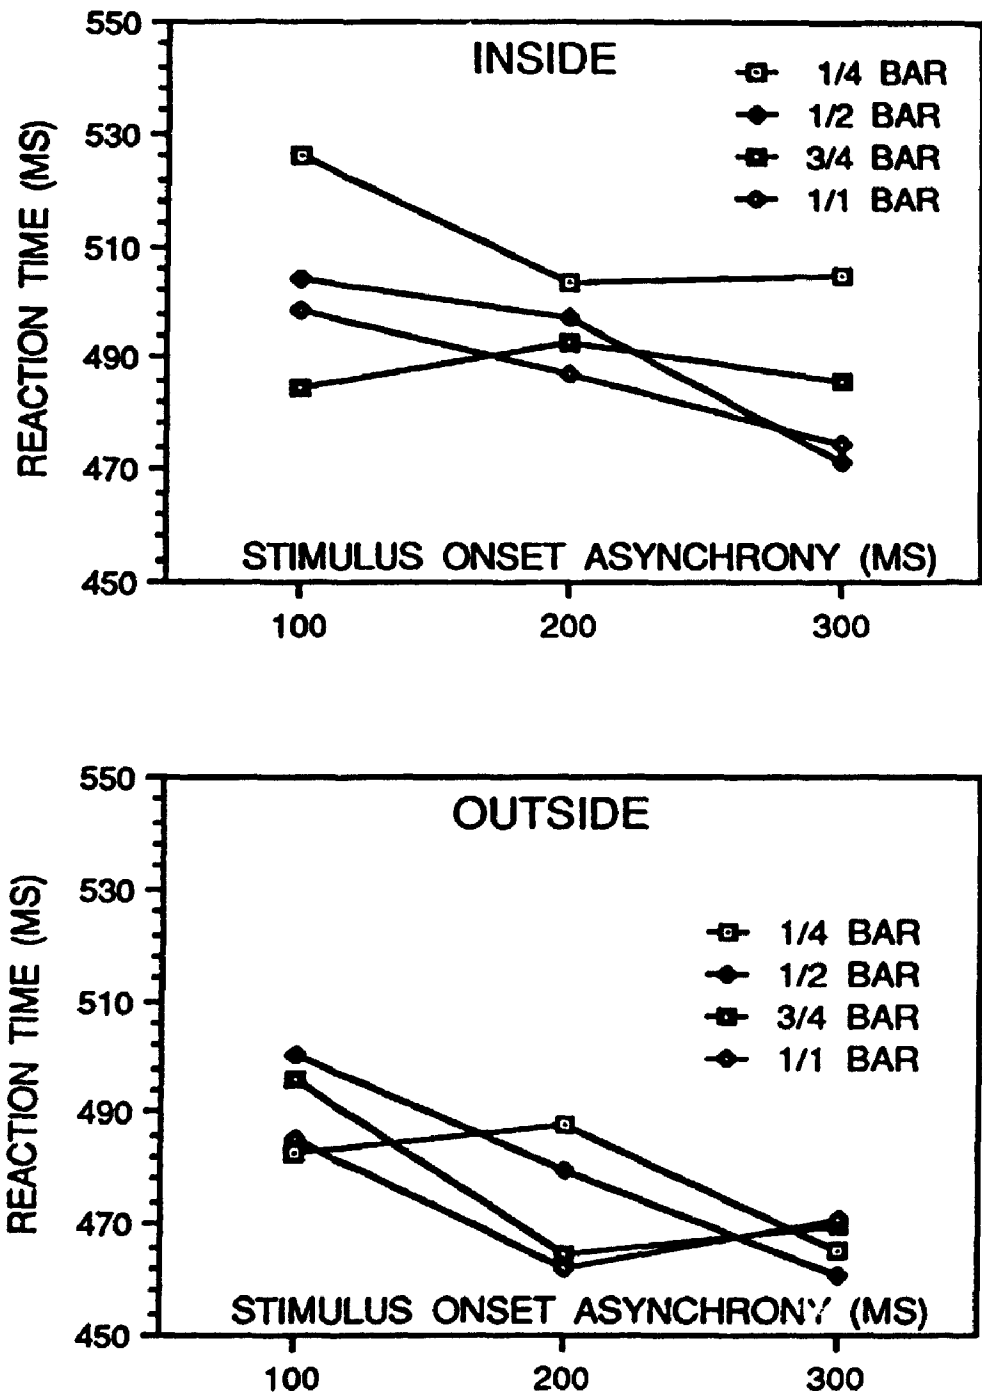 INSIDE
1/4 BAR
1/2 BAR
3/4 BAR
1/1 BAR
REACTION TIME (MS)
550
530
510
490
470
450
STIMULUS ONSET ASYNCHRONY (MS)
100 200 300
OUTSIDE
1/4 BAR
1/2 BAR
3/4 BAR
1/1 BAR
REACTION TIME (MS)
550
530
510
490
470
450
STIMULUS ONSET ASYNCHRONY (MS)
100 200 300